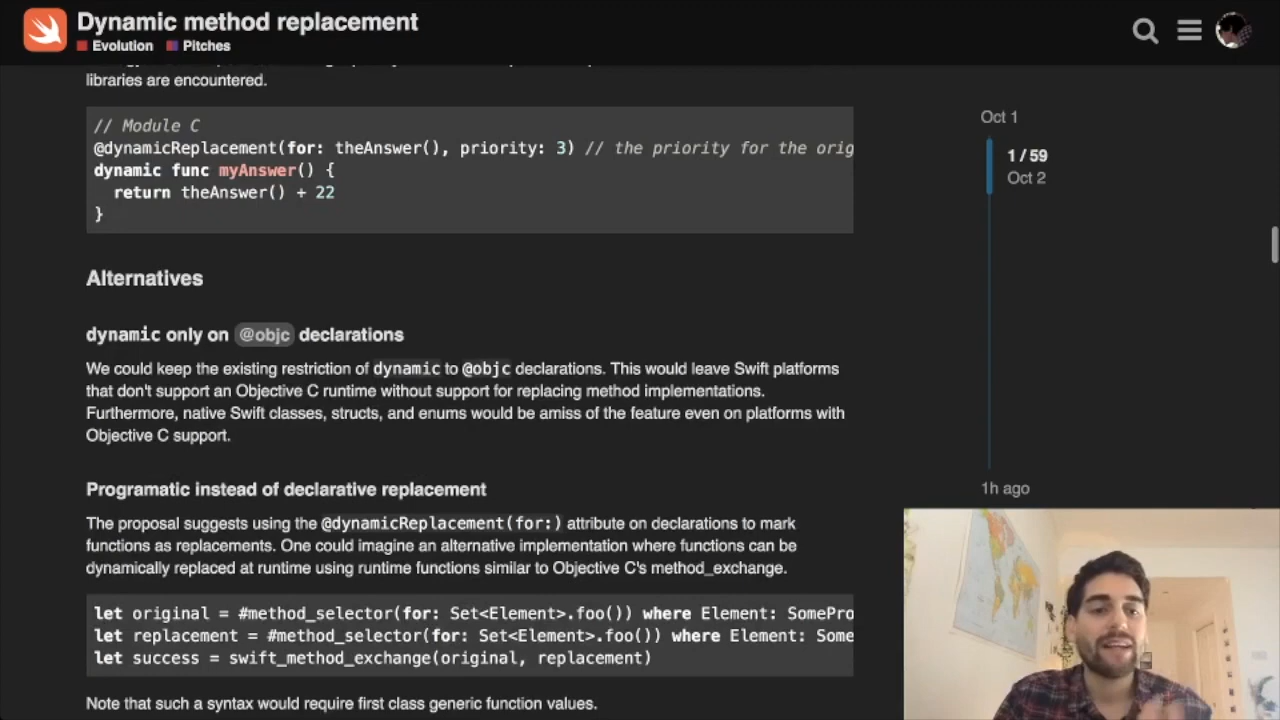 Dynamic method replacement
Evolution Pitches
libraries are encountered.
// Module C
@dynamicReplacement(for: theAnswer(), priority: 3) // the priority for the orig
dynamic func myAnswer() {
return theAnswer() + 22
}
Alternatives
dynamic only on @objc declarations
We could keep the existing restriction of dynamic to @objc declarations. This would leave Swift platforms
that don't support an Objective C runtime without support for replacing method implementations.
Furthermore, native Swift classes, structs, and enums would be amiss of the feature even on platforms with
Objective C support.
Programatic instead of declarative replacement
The proposal suggests using the @dynamicReplacement(for:) attribute on declarations to mark
functions as replacements. One could imagine an alternative implementation where functions can be
dynamically replaced at runtime using runtime functions similar to Objective C's method_exchange.
let original = #method_selector(for: Set<Element>.foo()) where Element: SomePro
let replacement = #method_selector(for: Set<Element>.foo()) where Element: Some
let success = swift_method_exchange(original, replacement)
Note that such a syntax would require first class generic function values.
Oct 1
1 / 59
Oct 2
1h ago